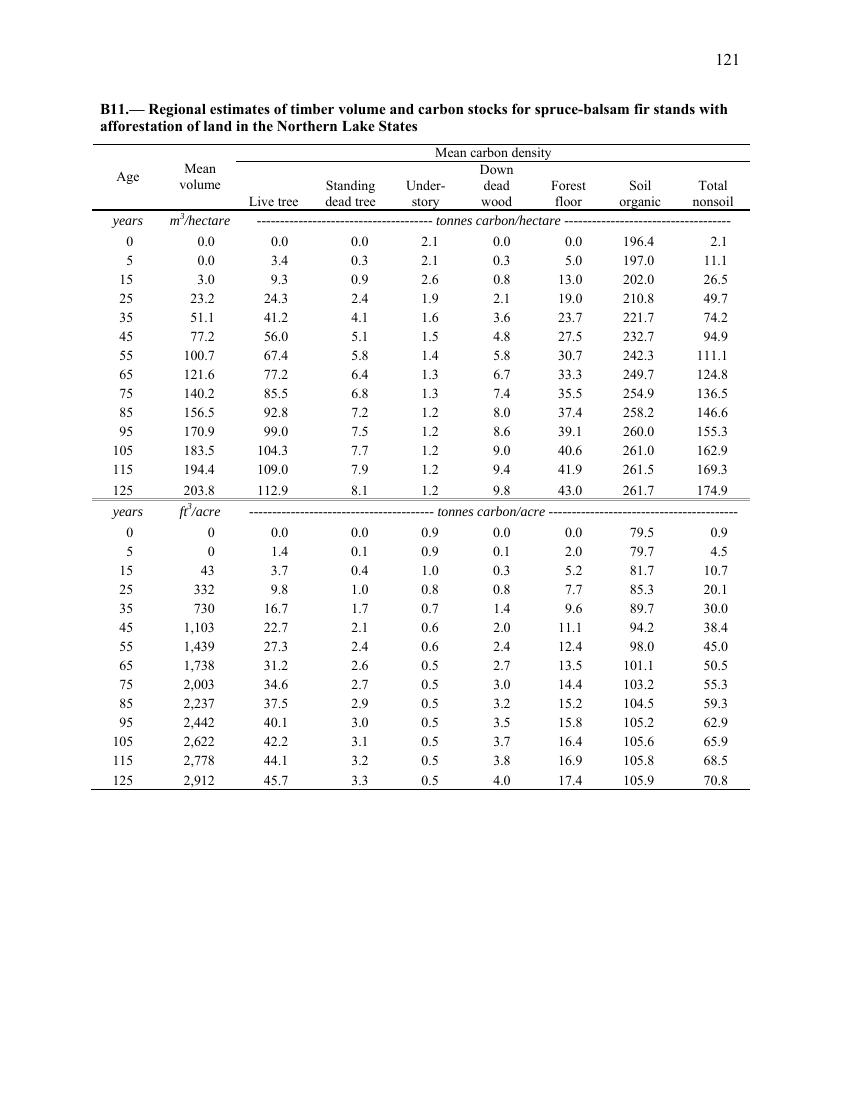 121
B11.— Regional estimates of timber volume and carbon stocks for spruce-balsam fir stands with
afforestation of land in the Northern Lake States
Mean carbon density
Age Mean volume Live tree Standing dead tree Under-story Down dead wood Forest floor Soil organic Total nonsoil
years m³/hectare -------------------------------------- tonnes carbon/hectare ------------------------------------
0 0.0 0.0 0.0 2.1 0.0 0.0 196.4 2.1
5 0.0 3.4 0.3 2.1 0.3 5.0 197.0 11.1
15 3.0 9.3 0.9 2.6 0.8 13.0 202.0 26.5
25 23.2 24.3 2.4 1.9 2.1 19.0 210.8 49.7
35 51.1 41.2 4.1 1.6 3.6 23.7 221.7 74.2
45 77.2 56.0 5.1 1.5 4.8 27.5 232.7 94.9
55 100.7 67.4 5.8 1.4 5.8 30.7 242.3 111.1
65 121.6 77.2 6.4 1.3 6.7 33.3 249.7 124.8
75 140.2 85.5 6.8 1.3 7.4 35.5 254.9 136.5
85 156.5 92.8 7.2 1.2 8.0 37.4 258.2 146.6
95 170.9 99.0 7.5 1.2 8.6 39.1 260.0 155.3
105 183.5 104.3 7.7 1.2 9.0 40.6 261.0 162.9
115 194.4 109.0 7.9 1.2 9.4 41.9 261.5 169.3
125 203.8 112.9 8.1 1.2 9.8 43.0 261.7 174.9
years ft³/acre ---------------------------------------- tonnes carbon/acre -----------------------------------------
0 0 0.0 0.0 0.9 0.0 0.0 79.5 0.9
5 0 1.4 0.1 0.9 0.1 2.0 79.7 4.5
15 43 3.7 0.4 1.0 0.3 5.2 81.7 10.7
25 332 9.8 1.0 0.8 0.8 7.7 85.3 20.1
35 730 16.7 1.7 0.7 1.4 9.6 89.7 30.0
45 1,103 22.7 2.1 0.6 2.0 11.1 94.2 38.4
55 1,439 27.3 2.4 0.6 2.4 12.4 98.0 45.0
65 1,738 31.2 2.6 0.5 2.7 13.5 101.1 50.5
75 2,003 34.6 2.7 0.5 3.0 14.4 103.2 55.3
85 2,237 37.5 2.9 0.5 3.2 15.2 104.5 59.3
95 2,442 40.1 3.0 0.5 3.5 15.8 105.2 62.9
105 2,622 42.2 3.1 0.5 3.7 16.4 105.6 65.9
115 2,778 44.1 3.2 0.5 3.8 16.9 105.8 68.5
125 2,912 45.7 3.3 0.5 4.0 17.4 105.9 70.8